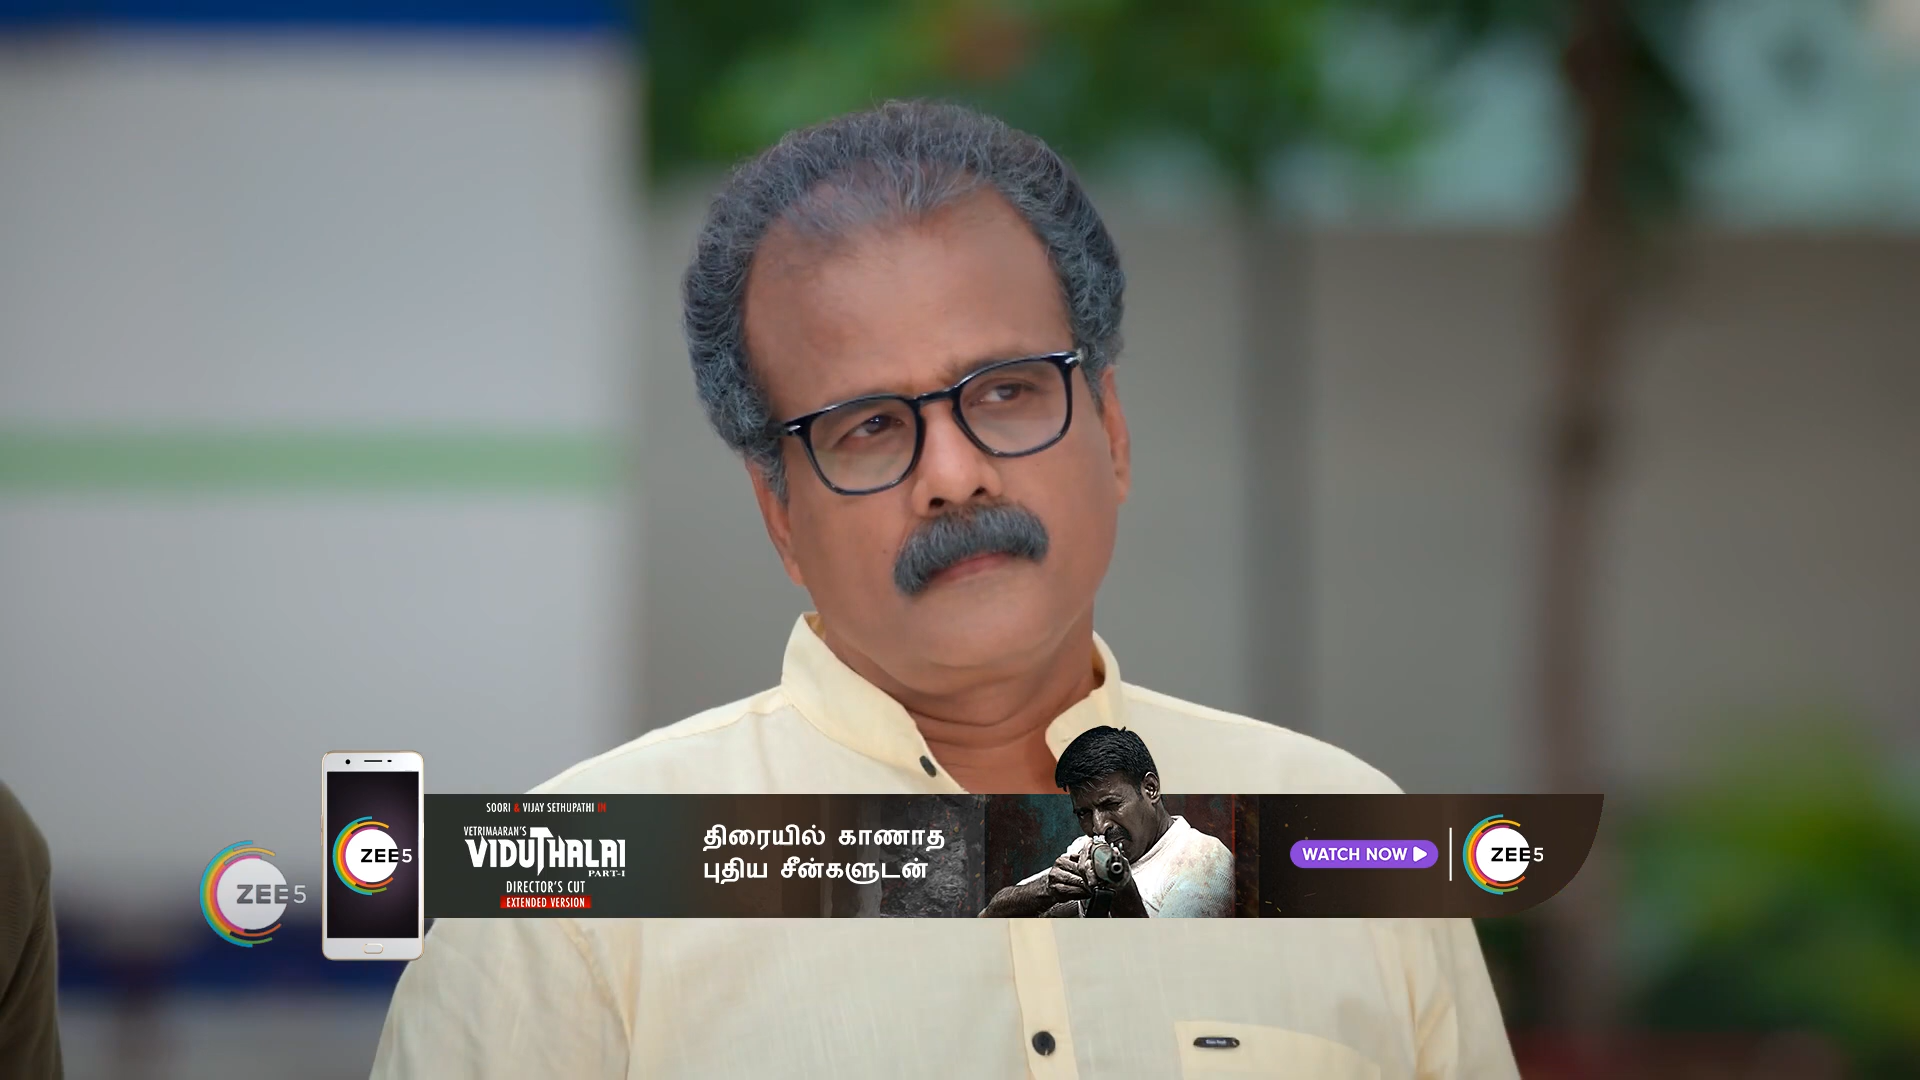 SOORI & VIJAY SETHUPATHI IN
VETRIMAARAN'S
VIDUTHALAI
PART-I
DIRECTOR'S CUT
EXTENDED VERSION
திரையில் காணாத
புதிய சீன்களுடன்
WATCH NOW
ZEE5
ZEE5
ZEE5